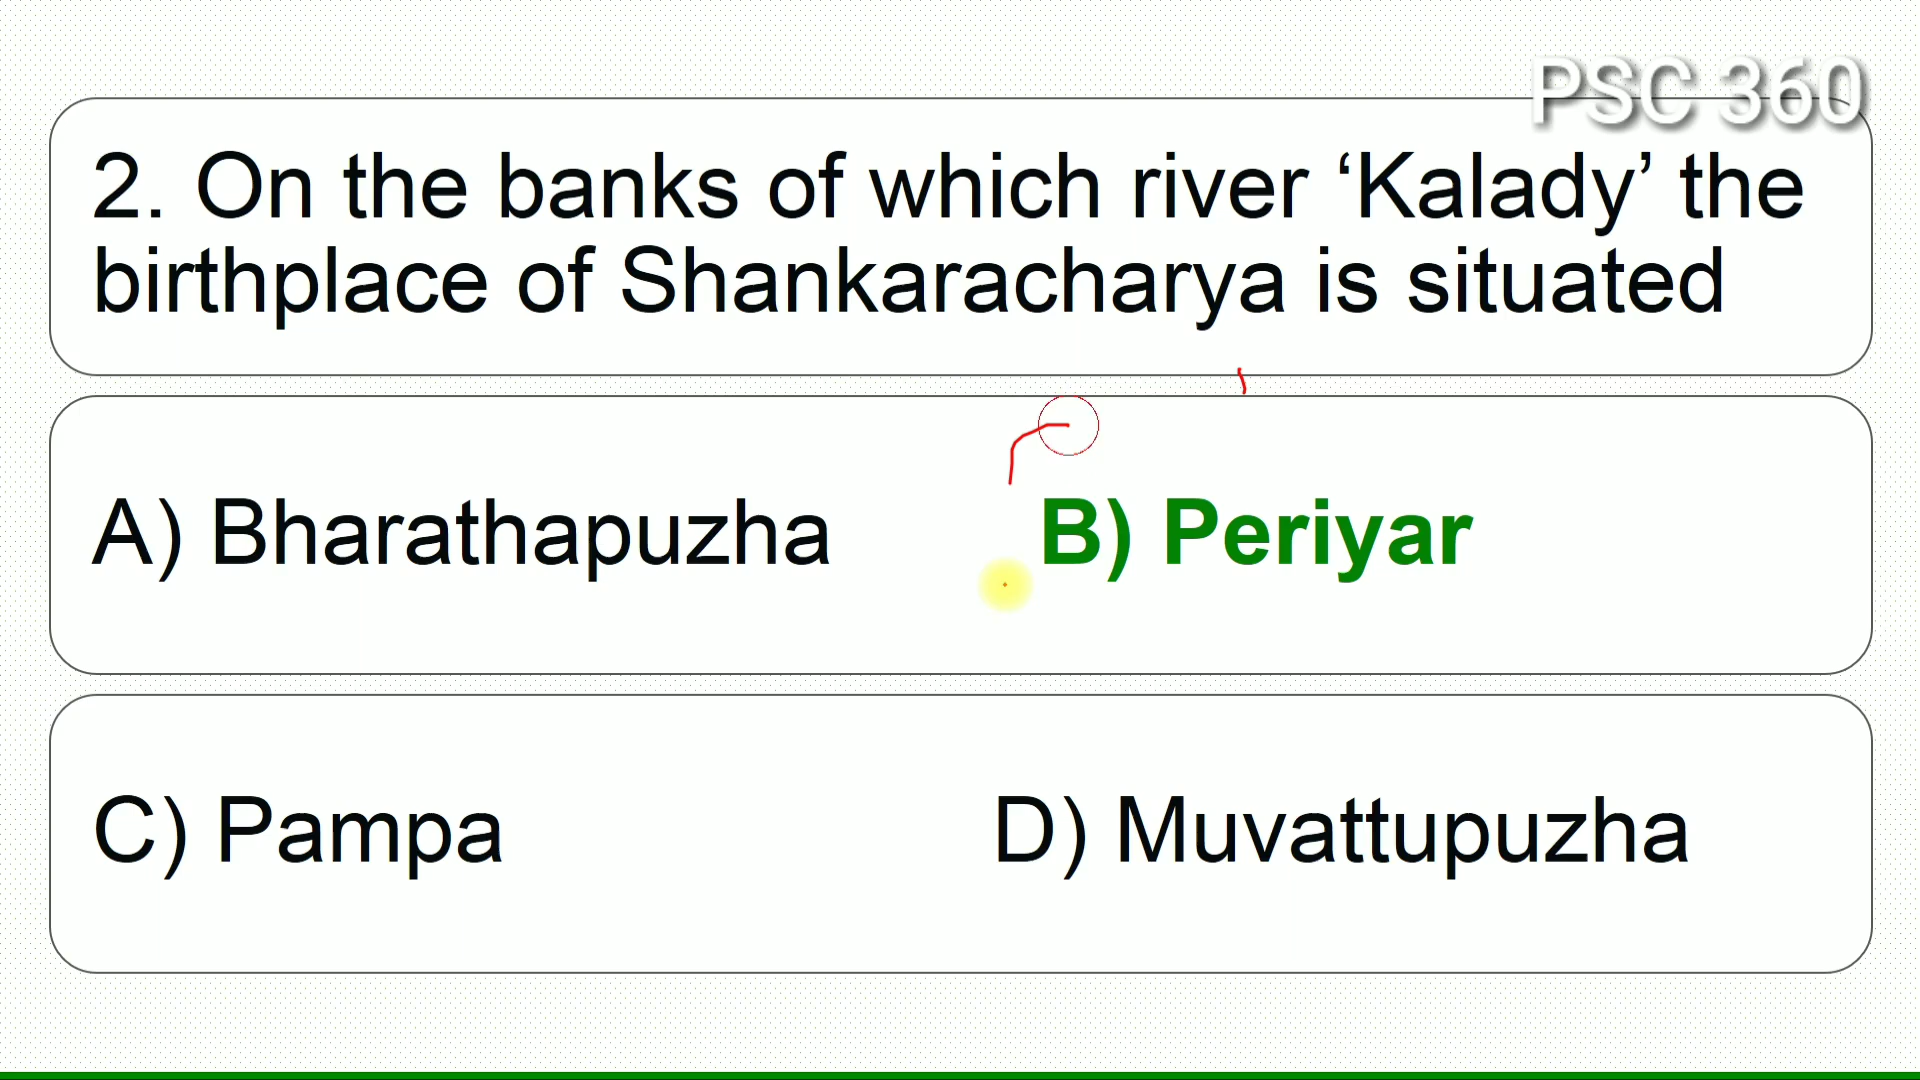 PSC 360
2. On the banks of which river ‘Kalady’ the
birthplace of Shankaracharya is situated
A) Bharathapuzha B) Periyar
C) Pampa D) Muvattupuzha